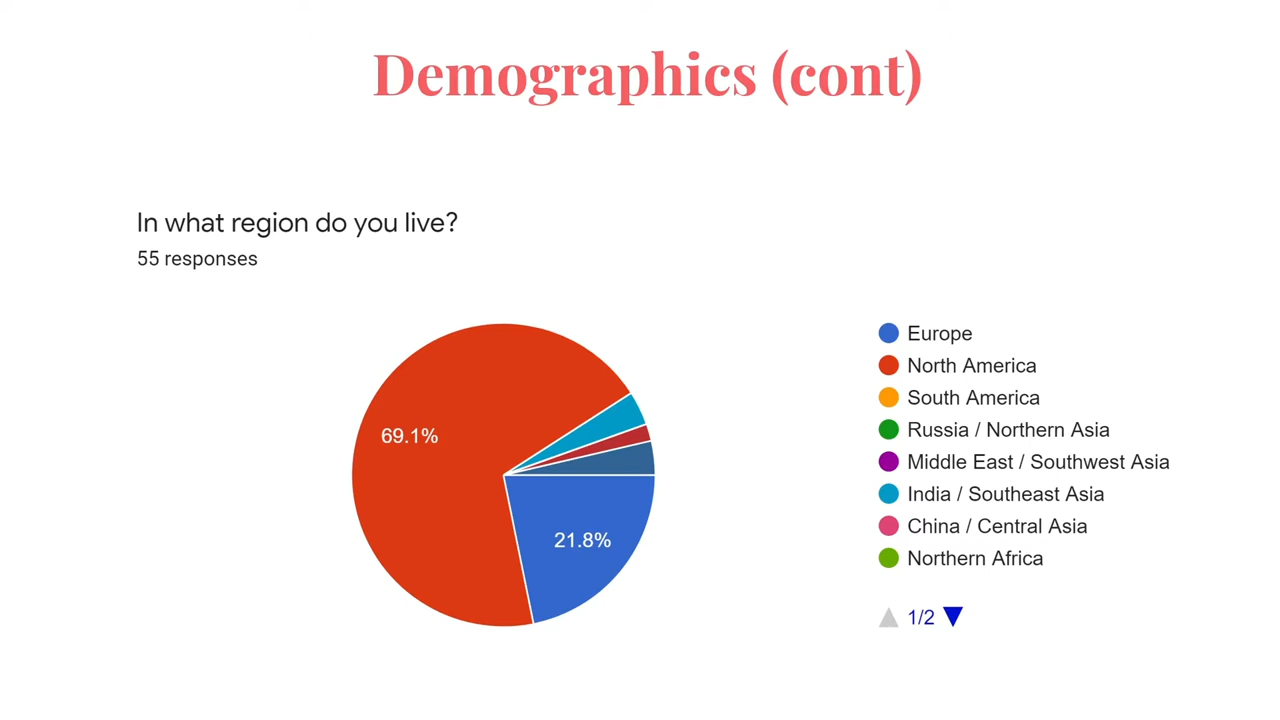 Demographics (cont)
In what region do you live?
55 responses
69.1%
21.8%
Europe
North America
South America
Russia / Northern Asia
Middle East / Southwest Asia
India / Southeast Asia
China / Central Asia
Northern Africa
1/2